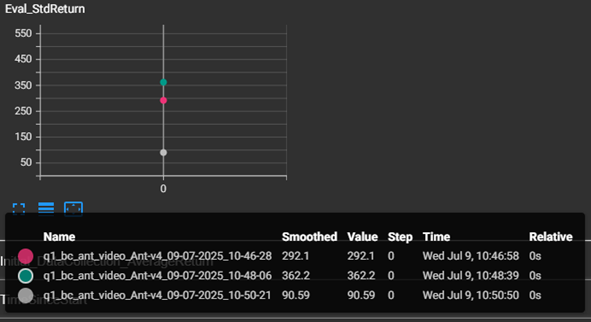 Eval_StdReturn
550
450
350
250
150
50
0
Name Smoothed Value Step Time Relative
Initial_DataCollection_AverageReturn
q1_bc_ant_video_Ant-v4_09-07-2025_10-46-28 292.1 292.1 0 Wed Jul 9, 10:46:58 0s
q1_bc_ant_video_Ant-v4_09-07-2025_10-48-06 362.2 362.2 0 Wed Jul 9, 10:48:39 0s
q1_bc_ant_video_Ant-v4_09-07-2025_10-50-21 90.59 90.59 0 Wed Jul 9, 10:50:50 0s
TimeSinceStart